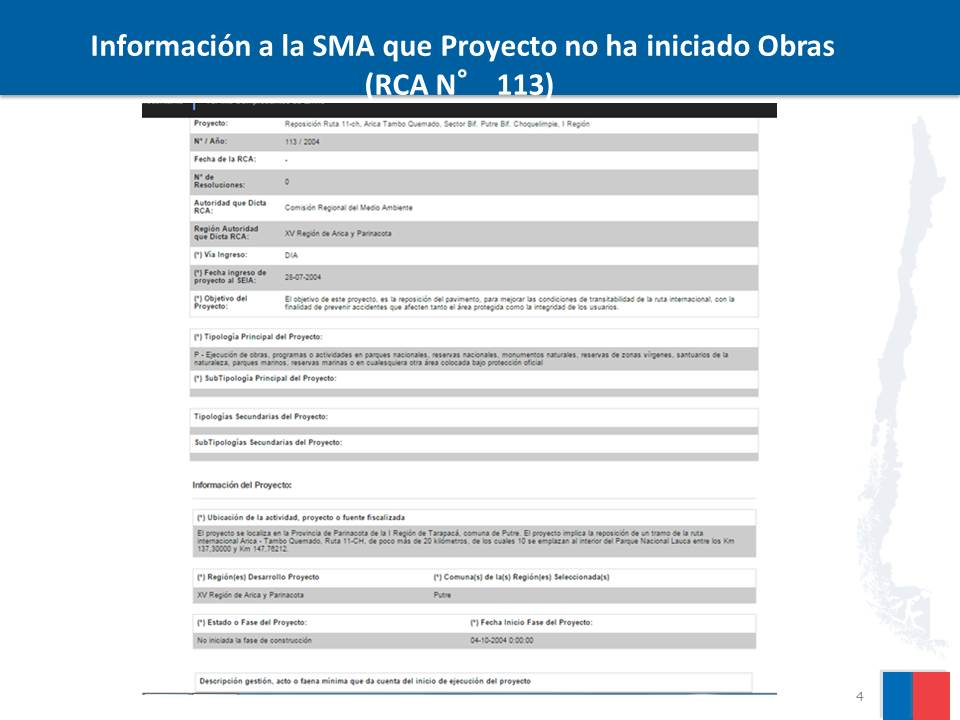 Información a la SMA que Proyecto no ha iniciado Obras
(RCA N° 113)
Proyecto: Reposición Ruta 11-ch, Arica Tambo Quemado, Sector Bif. Putre Bif. Choquelimpie, I Región
N° / Año: 113 / 2004
Fecha de la RCA: -
N° de
Resoluciones: 0
Autoridad que Dicta
RCA: Comisión Regional del Medio Ambiente
Región Autoridad
que Dicta RCA: XV Región de Arica y Parinacota
(*) Vía Ingreso: DIA
(*) Fecha ingreso de
proyecto al SEIA: 28-07-2004
(*) Objetivo del
Proyecto: El objetivo de este proyecto, es la reposición del pavimento, para mejorar las condiciones de transitabilidad de la ruta internacional, con la
finalidad de prevenir accidentes que afecten tanto el área protegida como la integridad de los usuarios.
(*) Tipología Principal del Proyecto:
P - Ejecución de obras, programas o actividades en parques nacionales, reservas nacionales, monumentos naturales, reservas de zonas vírgenes, santuarios de la
naturaleza, parques marinos, reservas marinas o en cualesquiera otra área colocada bajo protección oficial
(*) SubTipología Principal del Proyecto:
Tipologías Secundarias del Proyecto:
SubTipologías Secundarias del Proyecto:
Información del Proyecto:
(*) Ubicación de la actividad, proyecto o fuente fiscalizada
El proyecto se localiza en la Provincia de Parinacota de la I Región de Tarapacá, comuna de Putre. El proyecto implica la reposición de un tramo de la ruta
internacional Arica - Tambo Quemado, Ruta 11-CH, de poco más de 20 kilómetros, de los cuales 10 se emplazan al interior del Parque Nacional Lauca entre los Km
137,30000 y Km 147,76212.
(*) Región(es) Desarrollo Proyecto (*) Comuna(s) de la(s) Región(es) Seleccionada(s)
XV Región de Arica y Parinacota Putre
(*) Estado o Fase del Proyecto: (*) Fecha Inicio Fase del Proyecto:
No iniciada la fase de construcción 04-10-2004 0:00:00
Descripción gestión, acto o faena mínima que da cuenta del inicio de ejecución del proyecto
4